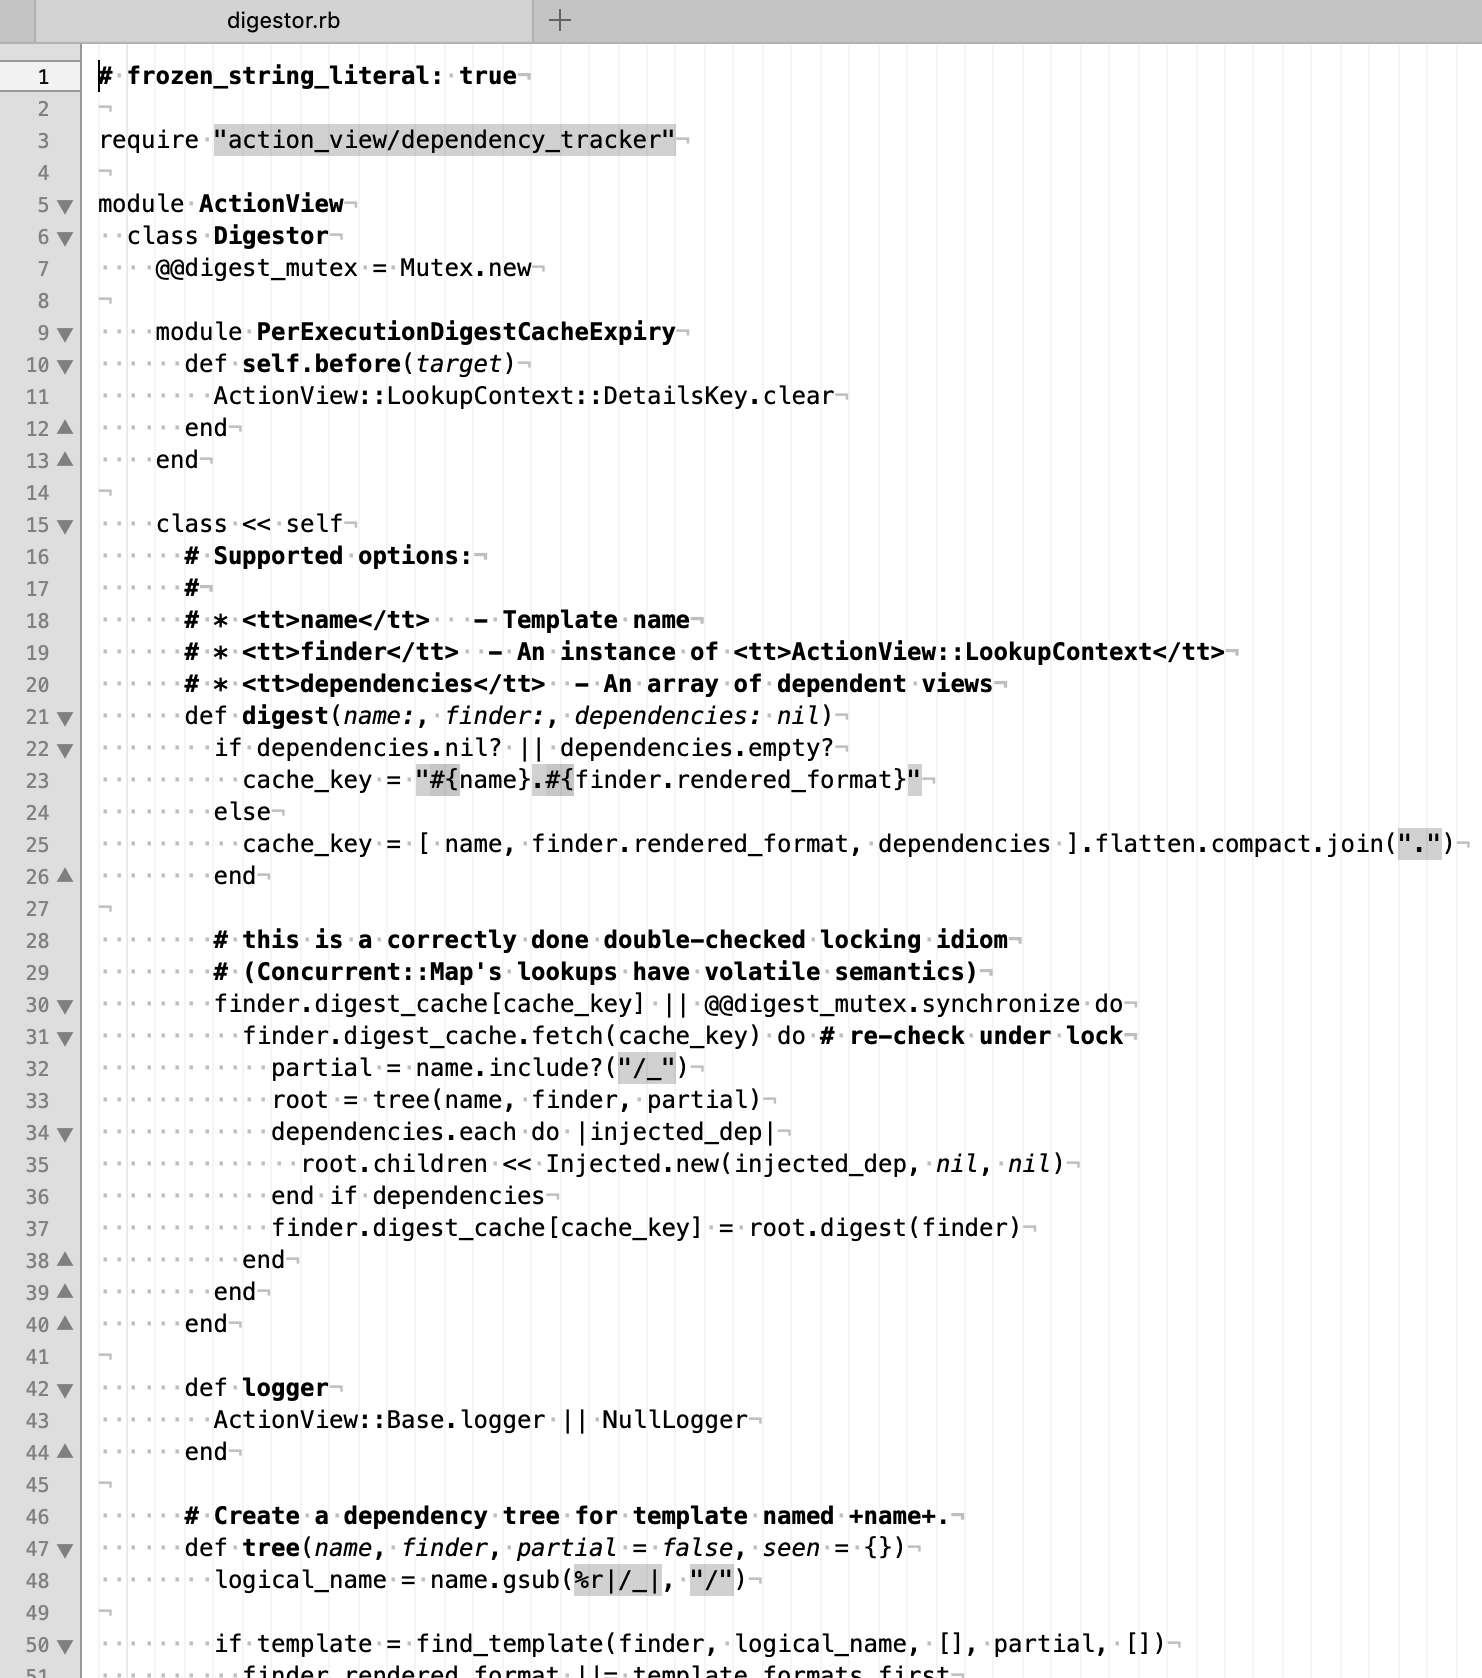 digestor.rb
1 # frozen_string_literal: true
2
3 require "action_view/dependency_tracker"
4
5 module ActionView
6   class Digestor
7     @@digest_mutex = Mutex.new
8
9     module PerExecutionDigestCacheExpiry
10       def self.before(target)
11         ActionView::LookupContext::DetailsKey.clear
12       end
13     end
14
15     class << self
16       # Supported options:
17       #
18       # * <tt>name</tt>   - Template name
19       # * <tt>finder</tt>  - An instance of <tt>ActionView::LookupContext</tt>
20       # * <tt>dependencies</tt>  - An array of dependent views
21       def digest(name:, finder:, dependencies: nil)
22         if dependencies.nil? || dependencies.empty?
23           cache_key = "#{name}.#{finder.rendered_format}"
24         else
25           cache_key = [ name, finder.rendered_format, dependencies ].flatten.compact.join(".")
26         end
27
28         # this is a correctly done double-checked locking idiom
29         # (Concurrent::Map's lookups have volatile semantics)
30         finder.digest_cache[cache_key] || @@digest_mutex.synchronize do
31           finder.digest_cache.fetch(cache_key) do # re-check under lock
32             partial = name.include?("/_")
33             root = tree(name, finder, partial)
34             dependencies.each do |injected_dep|
35               root.children << Injected.new(injected_dep, nil, nil)
36             end if dependencies
37             finder.digest_cache[cache_key] = root.digest(finder)
38           end
39         end
40       end
41
42       def logger
43         ActionView::Base.logger || NullLogger
44       end
45
46       # Create a dependency tree for template named +name+.
47       def tree(name, finder, partial = false, seen = {})
48         logical_name = name.gsub(%r|/_|, "/")
49
50         if template = find_template(finder, logical_name, [], partial, [])
51           finder.rendered_format ||= template.formats.first